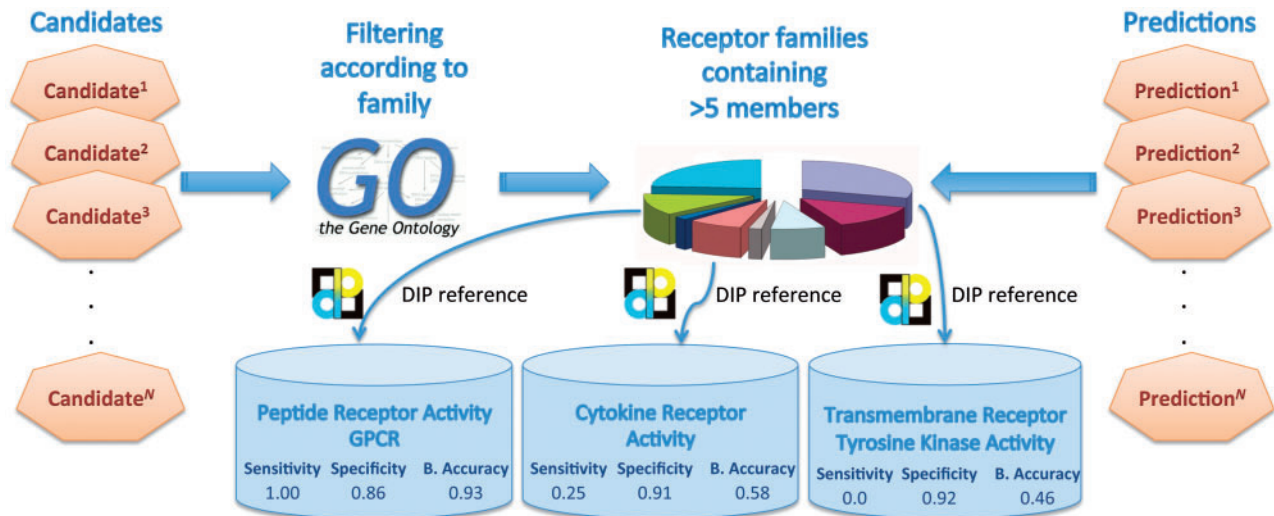 Candidates
Candidate1
Candidate2
Candidate3
.
.
.
CandidateN
Filtering
according to
family
GO
the Gene Ontology
Receptor families
containing
>5 members
Predictions
Prediction1
Prediction2
Prediction3
.
.
.
PredictionN
DIP reference
DIP reference
DIP reference
Peptide Receptor Activity
GPCR
Sensitivity Specificity B. Accuracy
1.00 0.86 0.93
Cytokine Receptor
Activity
Sensitivity Specificity B. Accuracy
0.25 0.91 0.58
Transmembrane Receptor
Tyrosine Kinase Activity
Sensitivity Specificity B. Accuracy
0.0 0.92 0.46